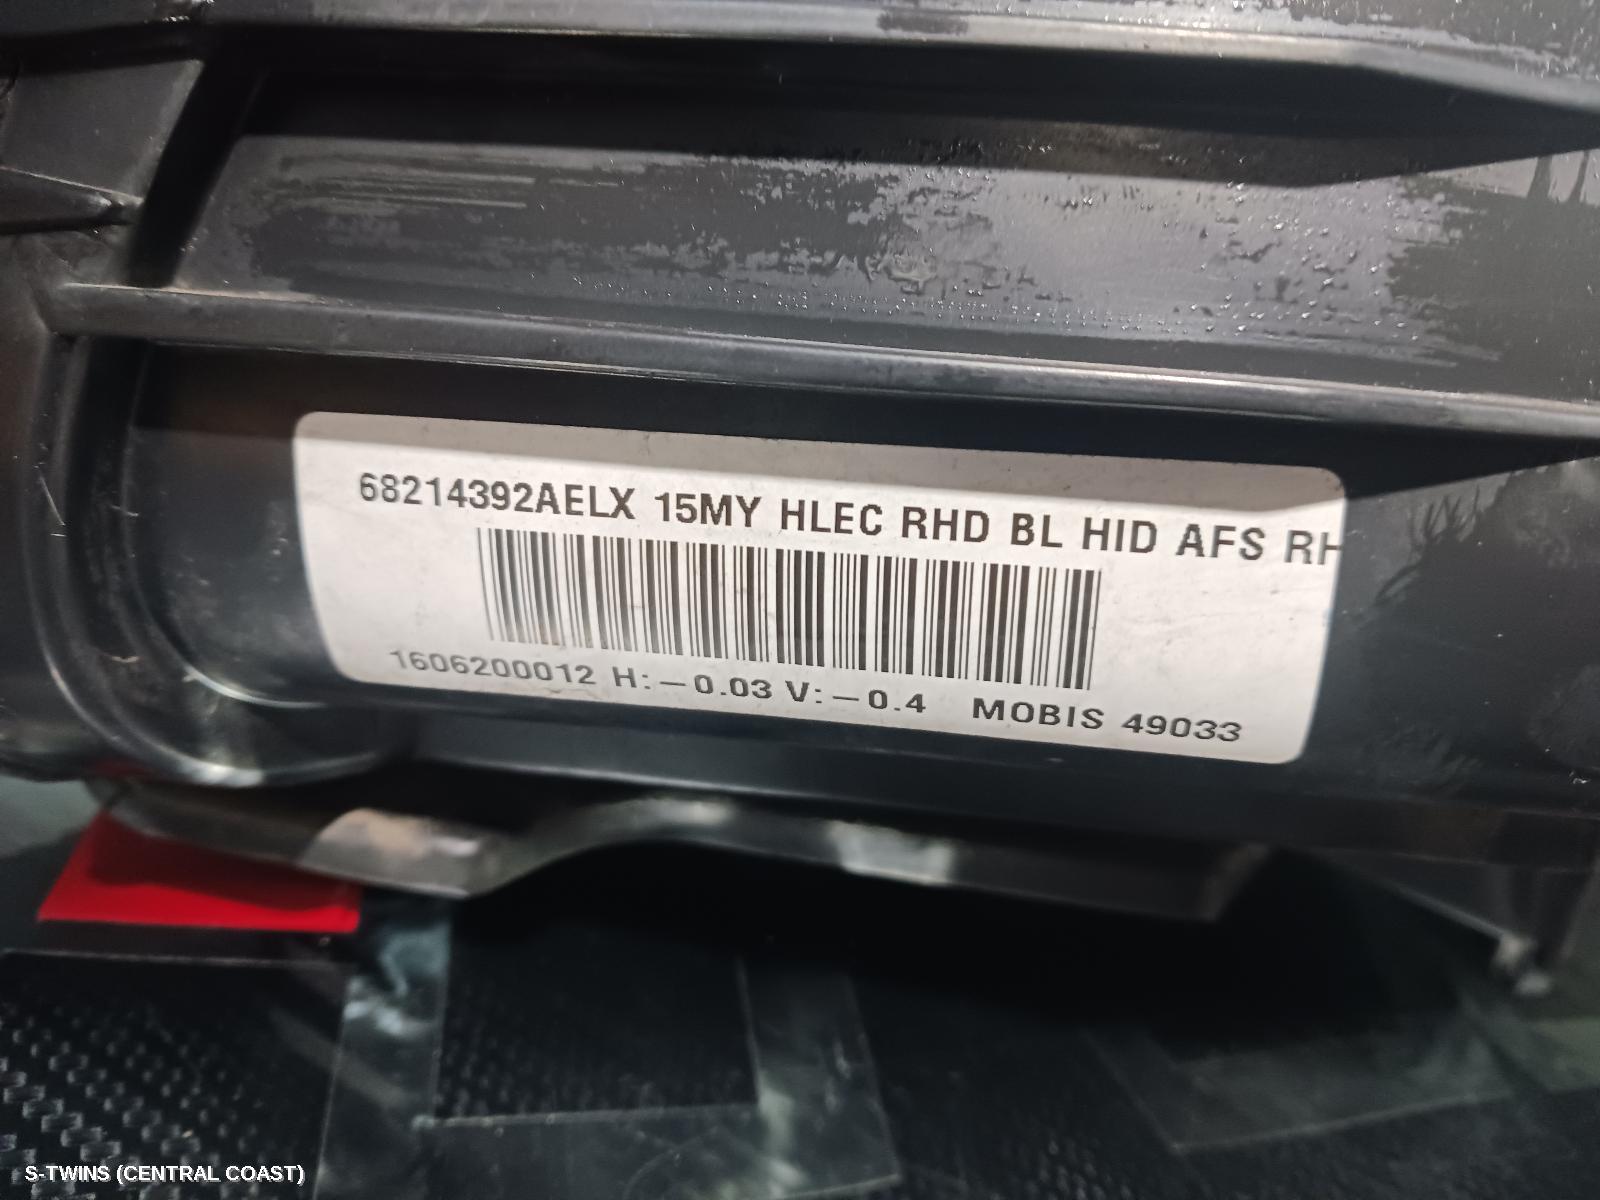 68214392AELX 15MY HLEC RHD BL HID AFS RH
1606200012 H:-0.03 V:-0.4 MOBIS 49033
S-TWINS (CENTRAL COAST)